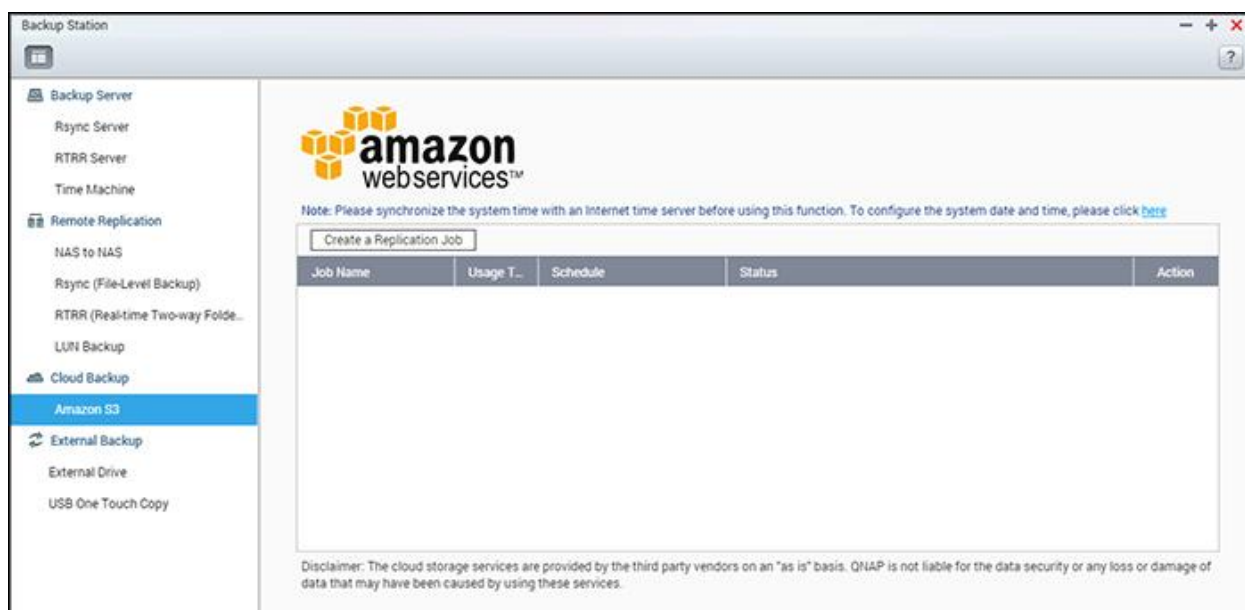 Backup Station
Backup Server
Rsync Server
RTRR Server
Time Machine
Remote Replication
NAS to NAS
Rsync (File-Level Backup)
RTRR (Real-time Two-way Folde...
LUN Backup
Cloud Backup
Amazon S3
External Backup
External Drive
USB One Touch Copy
?
amazon
webservices™
Note: Please synchronize the system time with an Internet time server before using this function. To configure the system date and time, please click here
Create a Replication Job
Job Name Usage T... Schedule Status Action
Disclaimer: The cloud storage services are provided by the third party vendors on an "as is" basis. QNAP is not liable for the data security or any loss or damage of
data that may have been caused by using these services.